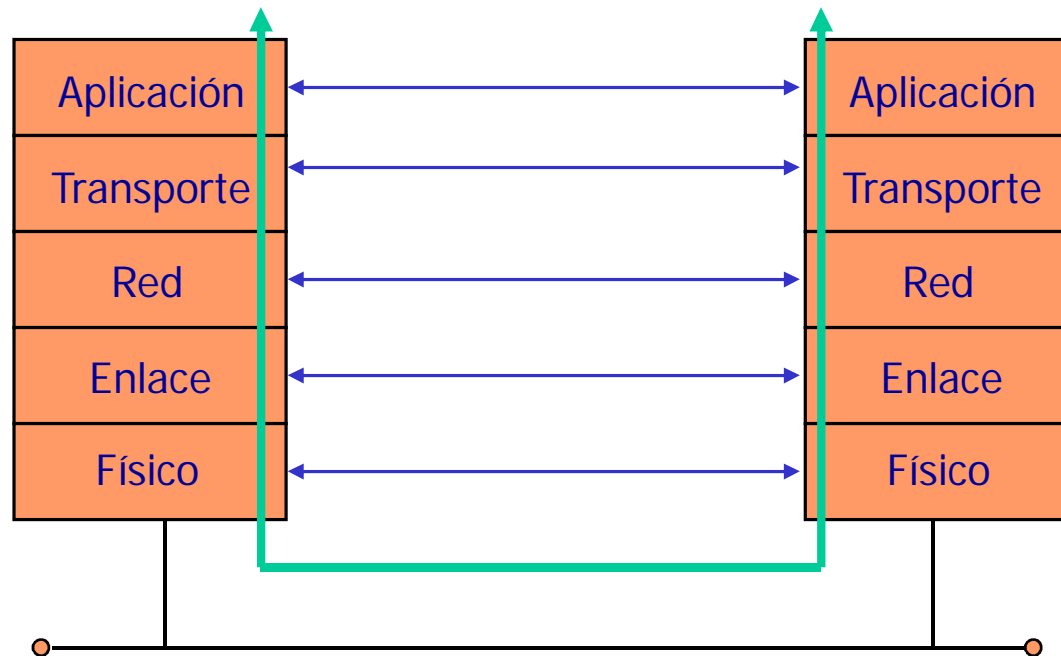 Aplicación
Transporte
Red
Enlace
Físico
Aplicación
Transporte
Red
Enlace
Físico